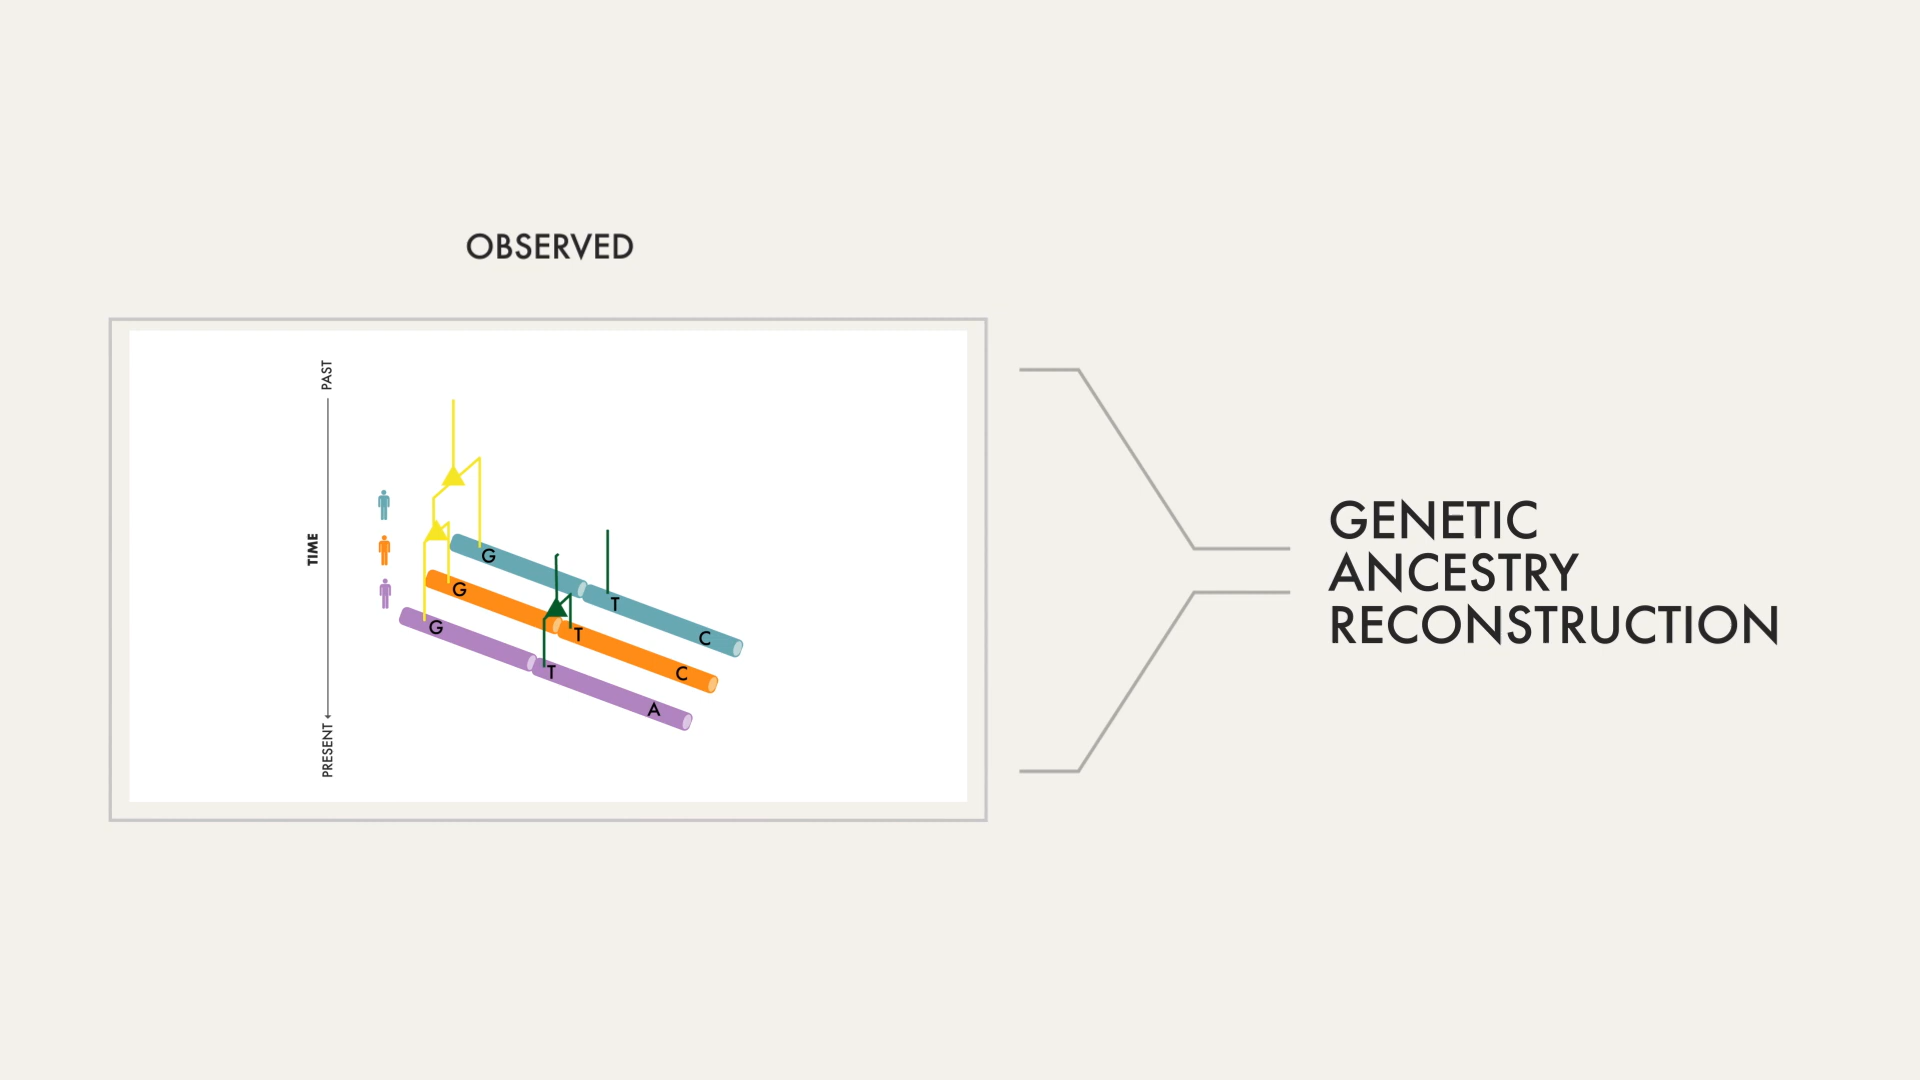 OBSERVED
PAST
TIME
PRESENT
G
T
C
G
T
C
G
T
A
GENETIC
ANCESTRY
RECONSTRUCTION